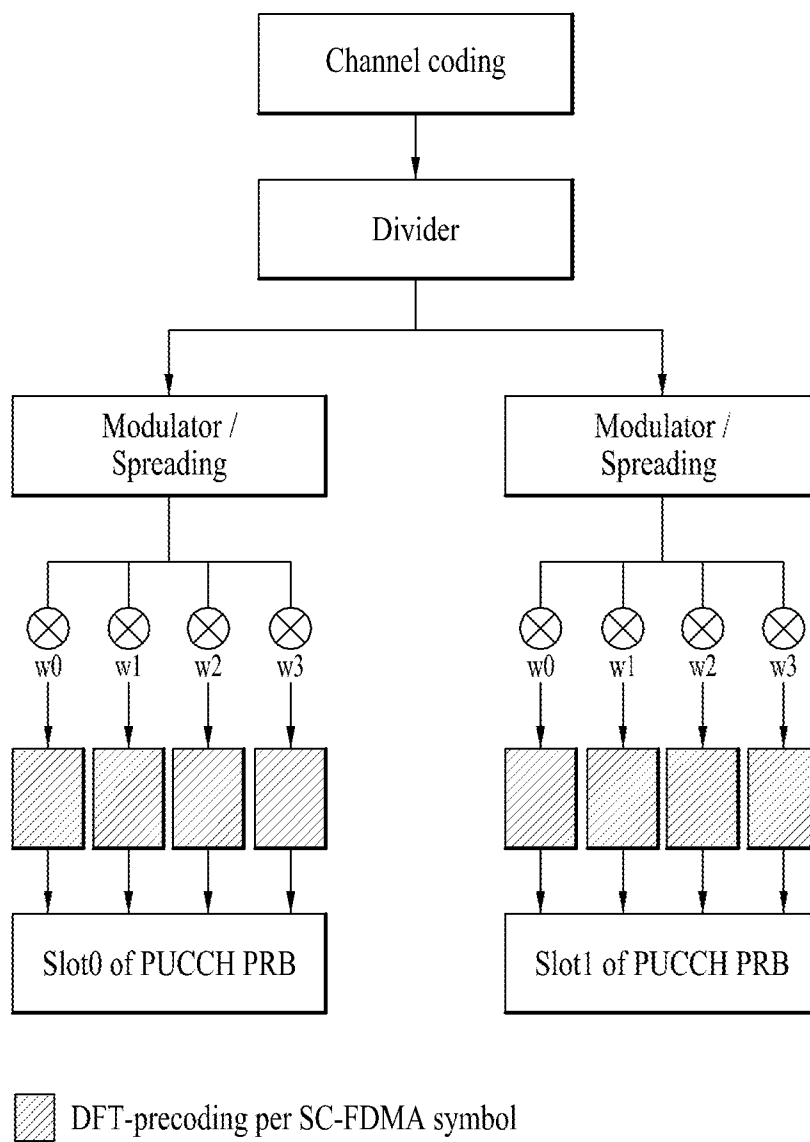 Channel coding
Divider
Modulator /
Spreading
Modulator /
Spreading
w0 w1 w2 w3
w0 w1 w2 w3
Slot0 of PUCCH PRB
Slot1 of PUCCH PRB
DFT-precoding per SC-FDMA symbol